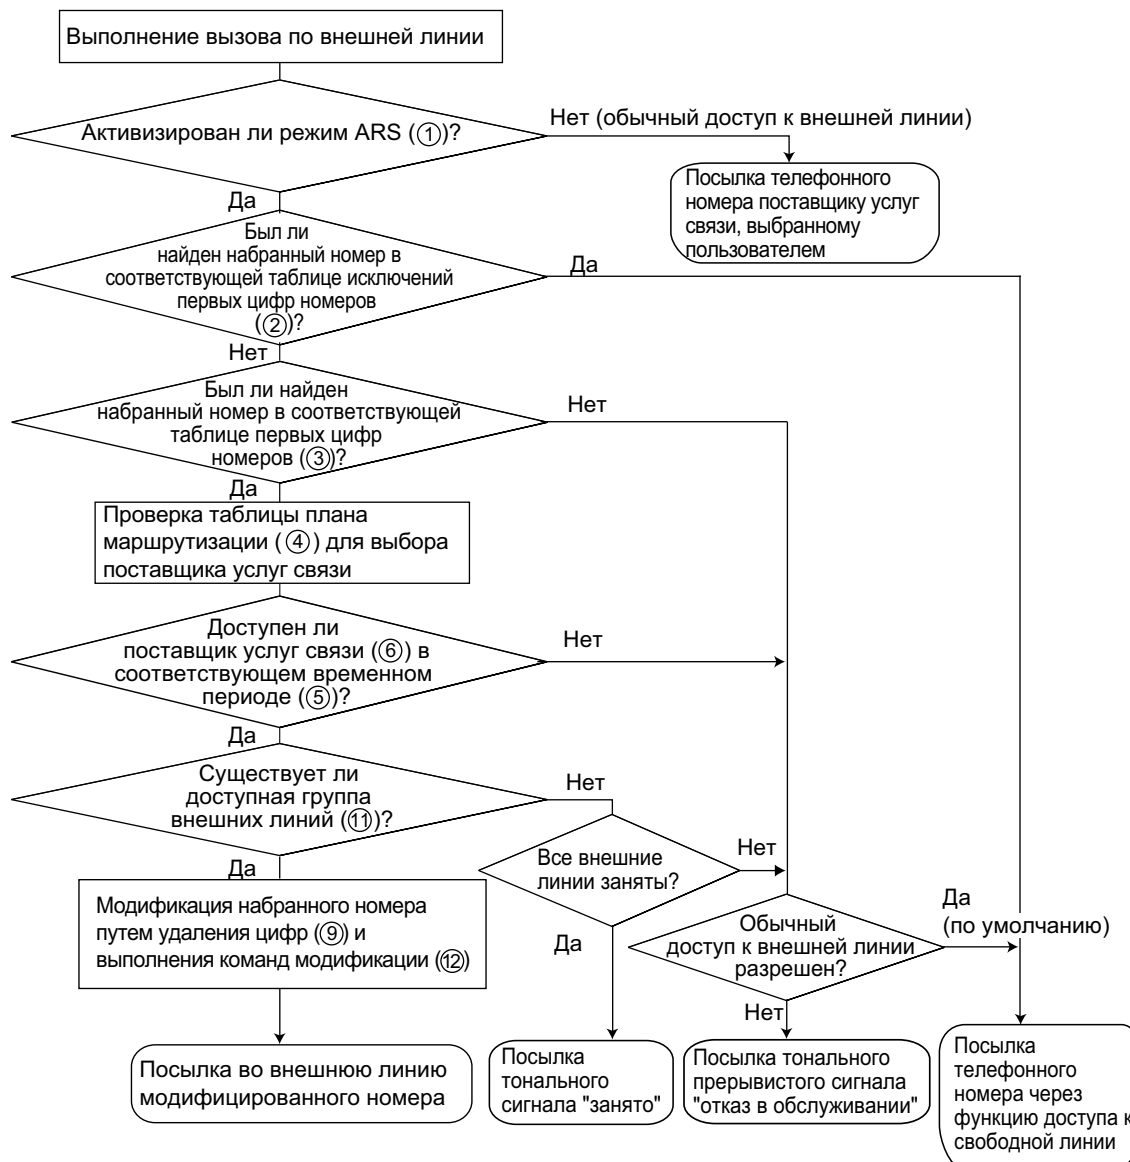 Выполнение вызова по внешней линии
Активизирован ли режим ARS (①)?
Нет (обычный доступ к внешней линии)
Посылка телефонного
номера поставщику услуг
связи, выбранному
пользователем
Да
Был ли
найден набранный номер в
соответствующей таблице исключений
первых цифр номеров
(②)?
Да
Нет
Был ли найден
набранный номер в соответствующей
таблице первых цифр
номеров (③)?
Нет
Да
Проверка таблицы плана
маршрутизации (④) для выбора
поставщика услуг связи
Доступен ли
поставщик услуг связи (⑥) в
соответствующем временном
периоде (⑤)?
Нет
Да
Существует ли
доступная группа
внешних линий (⑪)?
Нет
Да
Все внешние
линии заняты?
Нет
Да
Модификация набранного номера
путем удаления цифр (⑨) и
выполнения команд модификации (⑫)
Обычный
доступ к внешней линии
разрешен?
Да
(по умолчанию)
Нет
Посылка во внешнюю линию
модифицированного номера
Посылка
тонального
сигнала "занято"
Посылка тонального
прерывистого сигнала
"отказ в обслуживании"
Посылка
телефонного
номера через
функцию доступа к
свободной линии